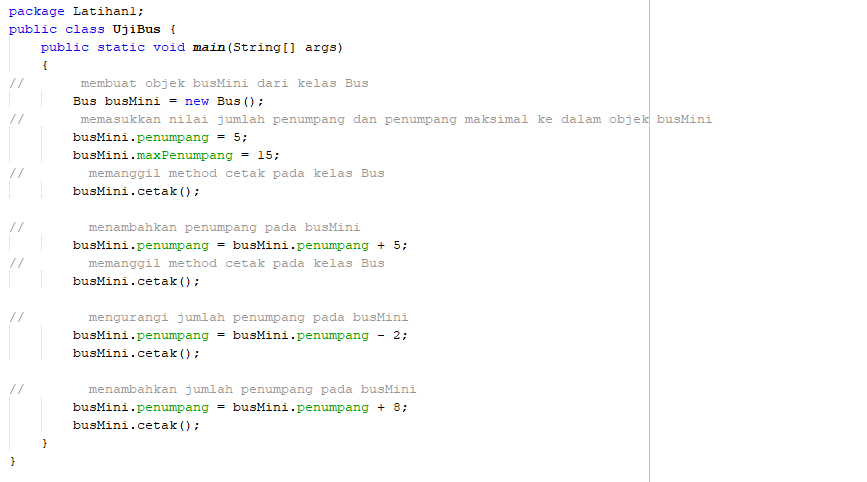 package Latihan1;
public class UjiBus {
    public static void main(String[] args)
    {
//       membuat objek busMini dari kelas Bus
        Bus busMini = new Bus();
//       memasukkan nilai jumlah penumpang dan penumpang maksimal ke dalam objek busMini
        busMini.penumpang = 5;
        busMini.maxPenumpang = 15;
//        memanggil method cetak pada kelas Bus
        busMini.cetak();

//        menambahkan penumpang pada busMini
        busMini.penumpang = busMini.penumpang + 5;
//        memanggil method cetak pada kelas Bus
        busMini.cetak();

//        mengurangi jumlah penumpang pada busMini
        busMini.penumpang = busMini.penumpang - 2;
        busMini.cetak();

//        menambahkan jumlah penumpang pada busMini
        busMini.penumpang = busMini.penumpang + 8;
        busMini.cetak();
    }
}